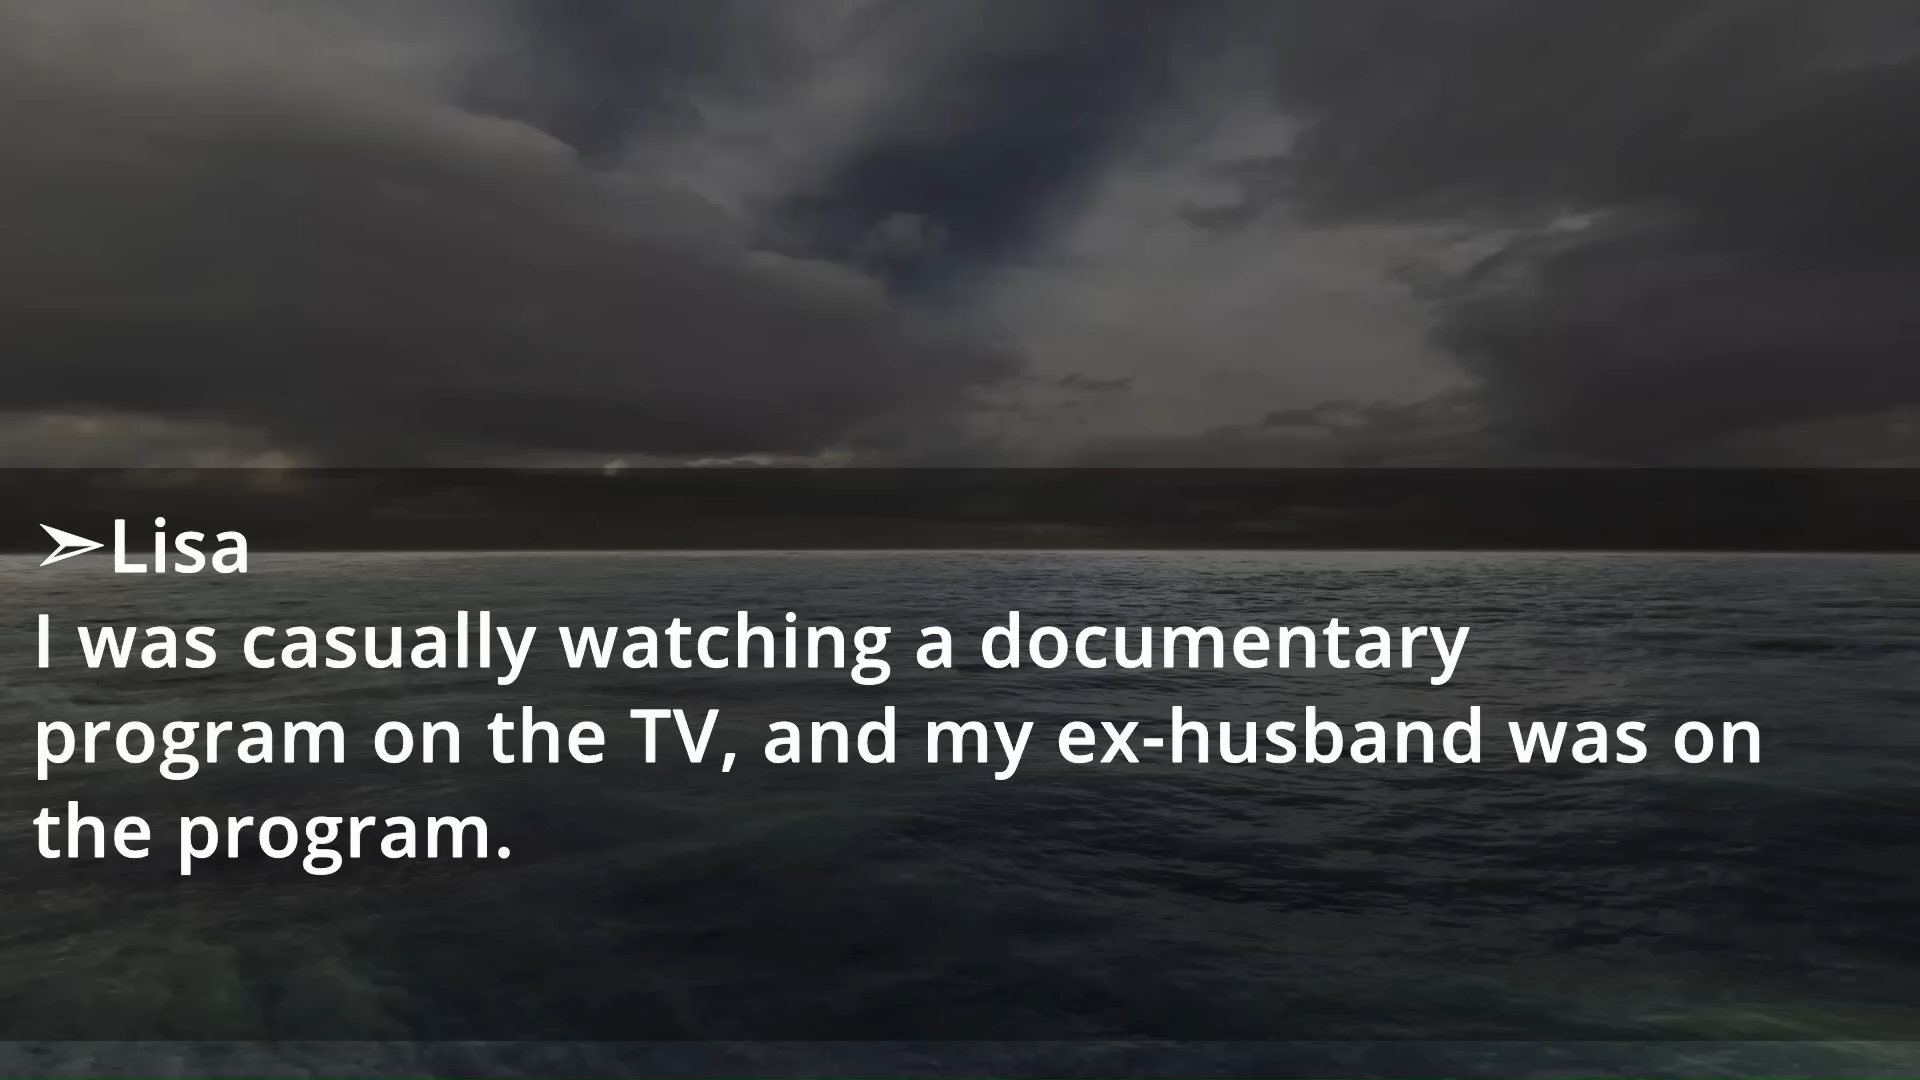 ➢Lisa
I was casually watching a documentary
program on the TV, and my ex-husband was on
the program.